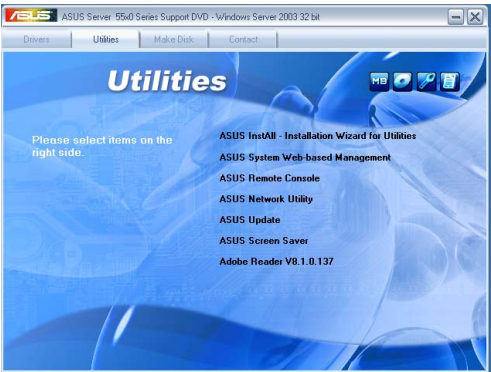 ASUS ASUS Server 55x0 Series Support DVD - Windows Server 2003 32 bit
Drivers Utilities Make Disk Contact
Utilities
MB
Please select items on the
right side.
ASUS InstAll - Installation Wizard for Utilities
ASUS System Web-based Management
ASUS Remote Console
ASUS Network Utility
ASUS Update
ASUS Screen Saver
Adobe Reader V8.1.0.137